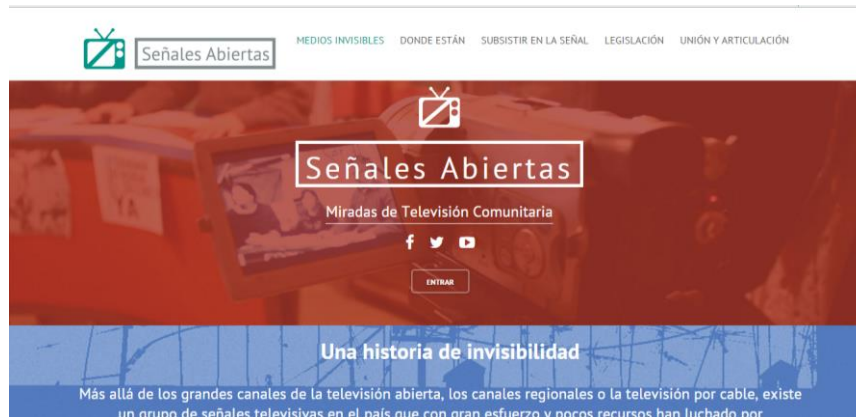 Señales Abiertas
MEDIOS INVISIBLES DONDE ESTÁN SUBSISTIR EN LA SEÑAL LEGISLACIÓN UNIÓN Y ARTICULACIÓN
Señales Abiertas
Miradas de Televisión Comunitaria
ENTRAR
Una historia de invisibilidad
Más allá de los grandes canales de la televisión abierta, los canales regionales o la televisión por cable, existe
un grupo de señales televisivas en el país que con gran esfuerzo y pocos recursos han luchado por